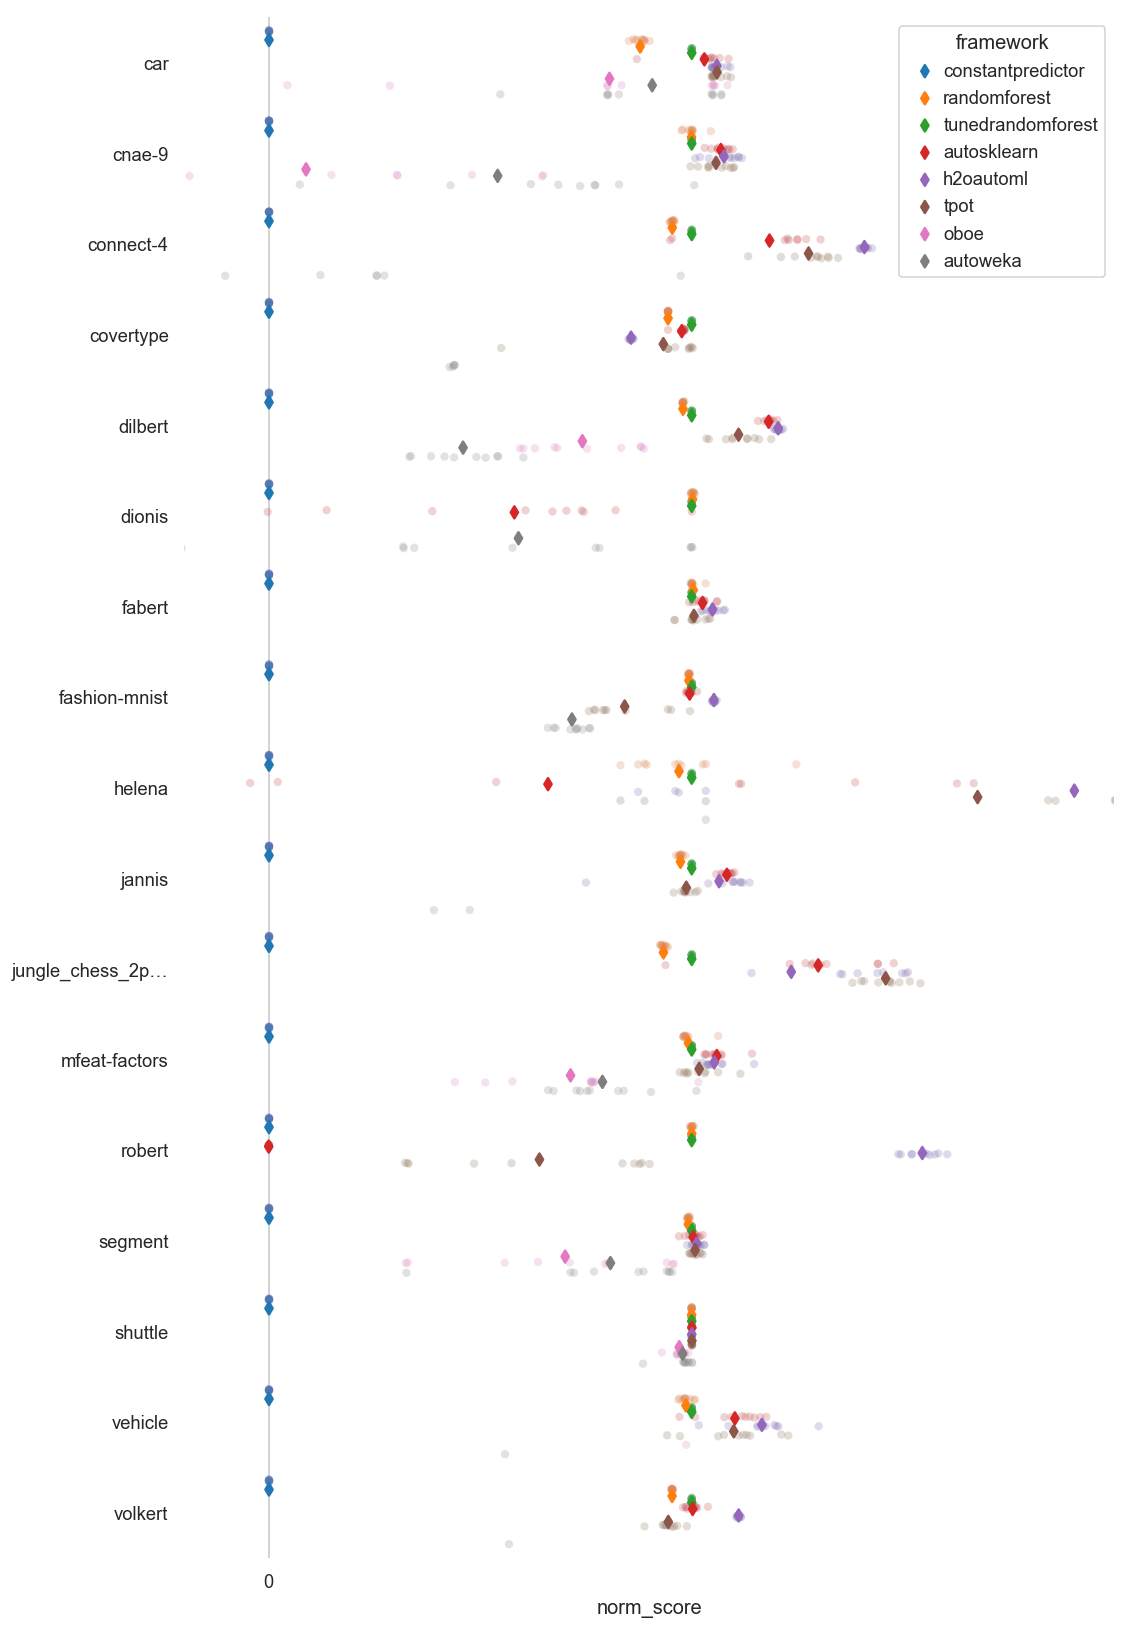 framework
constantpredictor
randomforest
tunedrandomforest
autosklearn
h2oautoml
tpot
oboe
autoweka
car
cnae-9
connect-4
covertype
dilbert
dionis
fabert
fashion-mnist
helena
jannis
jungle_chess_2p…
mfeat-factors
robert
segment
shuttle
vehicle
volkert
0
norm_score